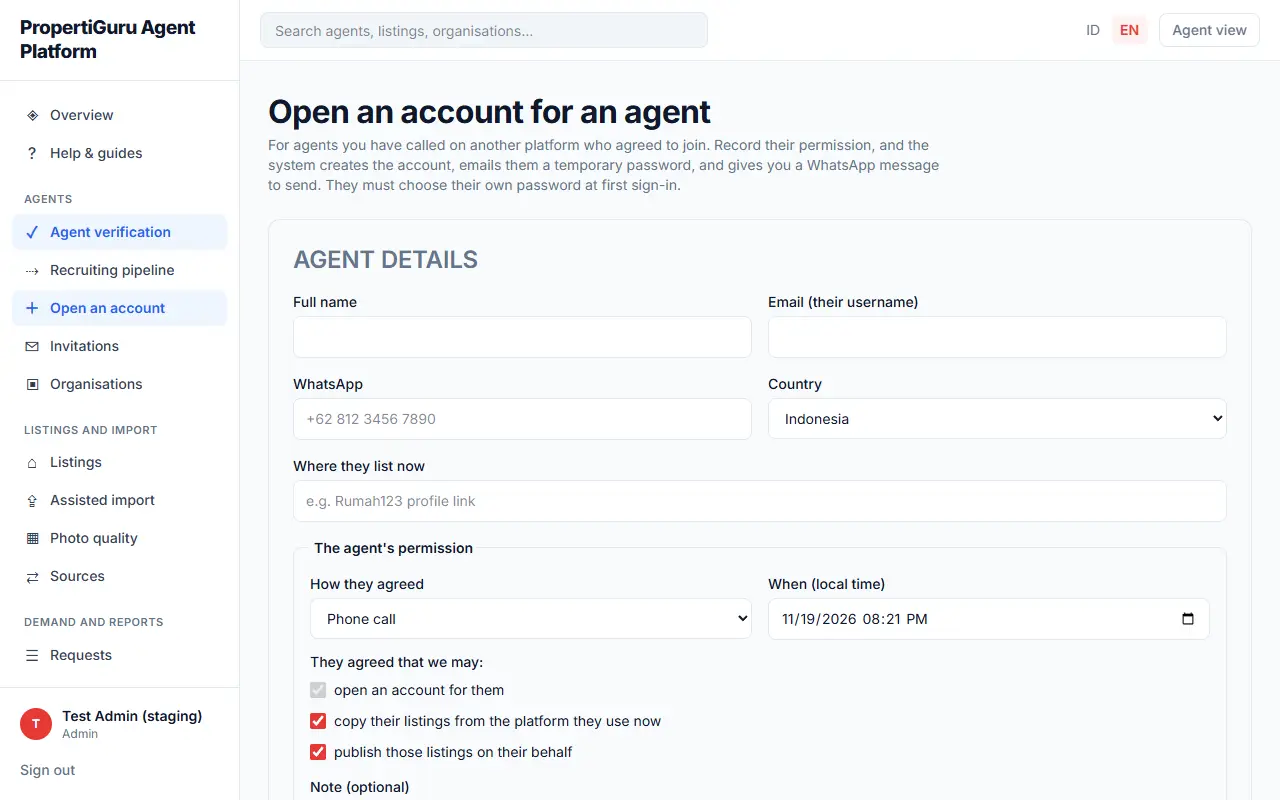 PropertiGuru Agent
Platform
Search agents, listings, organisations...
ID
EN
Agent view
Overview
? Help & guides
AGENTS
Agent verification
Recruiting pipeline
Open an account
Invitations
Organisations
LISTINGS AND IMPORT
Listings
Assisted import
Photo quality
Sources
DEMAND AND REPORTS
Requests
T
Test Admin (staging)
Admin
Sign out
Open an account for an agent
For agents you have called on another platform who agreed to join. Record their permission, and the
system creates the account, emails them a temporary password, and gives you a WhatsApp message
to send. They must choose their own password at first sign-in.
AGENT DETAILS
Full name
Email (their username)
WhatsApp
+62 812 3456 7890
Country
Indonesia
Where they list now
e.g. Rumah123 profile link
The agent's permission
How they agreed
Phone call
When (local time)
11/19/2026 08:21 PM
They agreed that we may:
open an account for them
copy their listings from the platform they use now
publish those listings on their behalf
Note (optional)